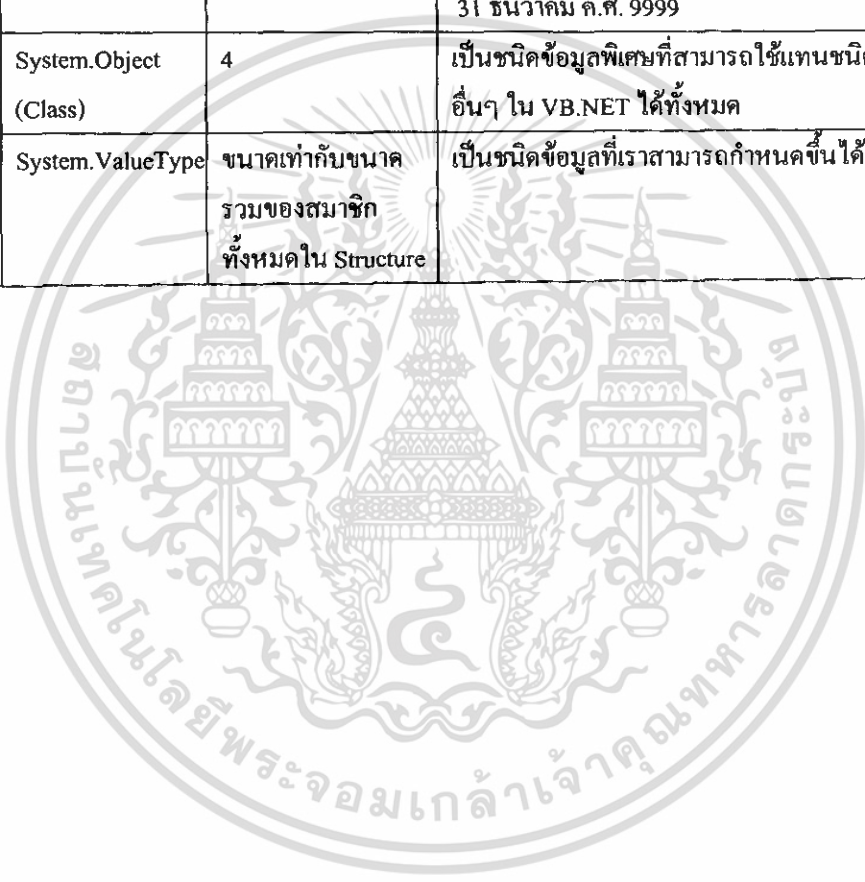 31 ธันวาคม ค.ศ. 9999
System.Object 4 เป็นชนิดข้อมูลพิเศษที่สามารถใช้แทนชนิด
(Class) อื่นๆ ใน VB.NET ได้ทั้งหมด
System.ValueType ขนาดเท่ากับขนาด เป็นชนิดข้อมูลที่เราสามารถกำหนดขึ้นได้
รวมของสมาชิก
ทั้งหมดใน Structure
สถาบันเทคโนโลยีพระจอมเกล้าเจ้าคุณทหารลาดกระบัง